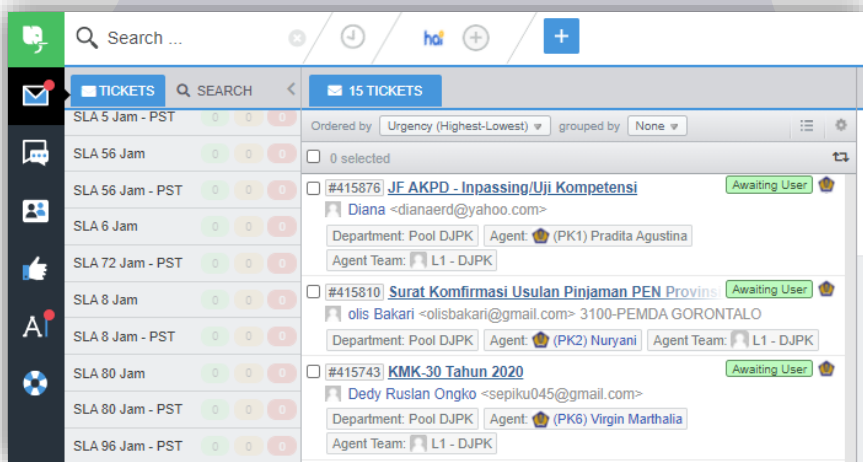 Search ...
hai
+
TICKETS
SEARCH
15 TICKETS
SLA 5 Jam - PST 0 0 0
SLA 56 Jam 0 0 0
SLA 56 Jam - PST 0 0 0
SLA 6 Jam 0 0 0
SLA 72 Jam - PST 0 0 0
SLA 8 Jam 0 0 0
SLA 8 Jam - PST 0 0 0
SLA 80 Jam 0 0 0
SLA 80 Jam - PST 0 0 0
SLA 96 Jam - PST 0 0 0
A
Ordered by Urgency (Highest-Lowest) grouped by None
0 selected
#415876 JF AKPD - Inpassing/Uji Kompetensi Awaiting User
Diana <dianaerd@yahoo.com>
Department: Pool DJPK Agent: (PK1) Pradita Agustina
Agent Team: L1 - DJPK
#415810 Surat Komfirmasi Usulan Pinjaman PEN Provins Awaiting User
olis Bakari <olisbakari@gmail.com> 3100-PEMDA GORONTALO
Department: Pool DJPK Agent: (PK2) Nuryani Agent Team: L1 - DJPK
#415743 KMK-30 Tahun 2020 Awaiting User
Dedy Ruslan Ongko <sepiku045@gmail.com>
Department: Pool DJPK Agent: (PK6) Virgin Marthalia
Agent Team: L1 - DJPK